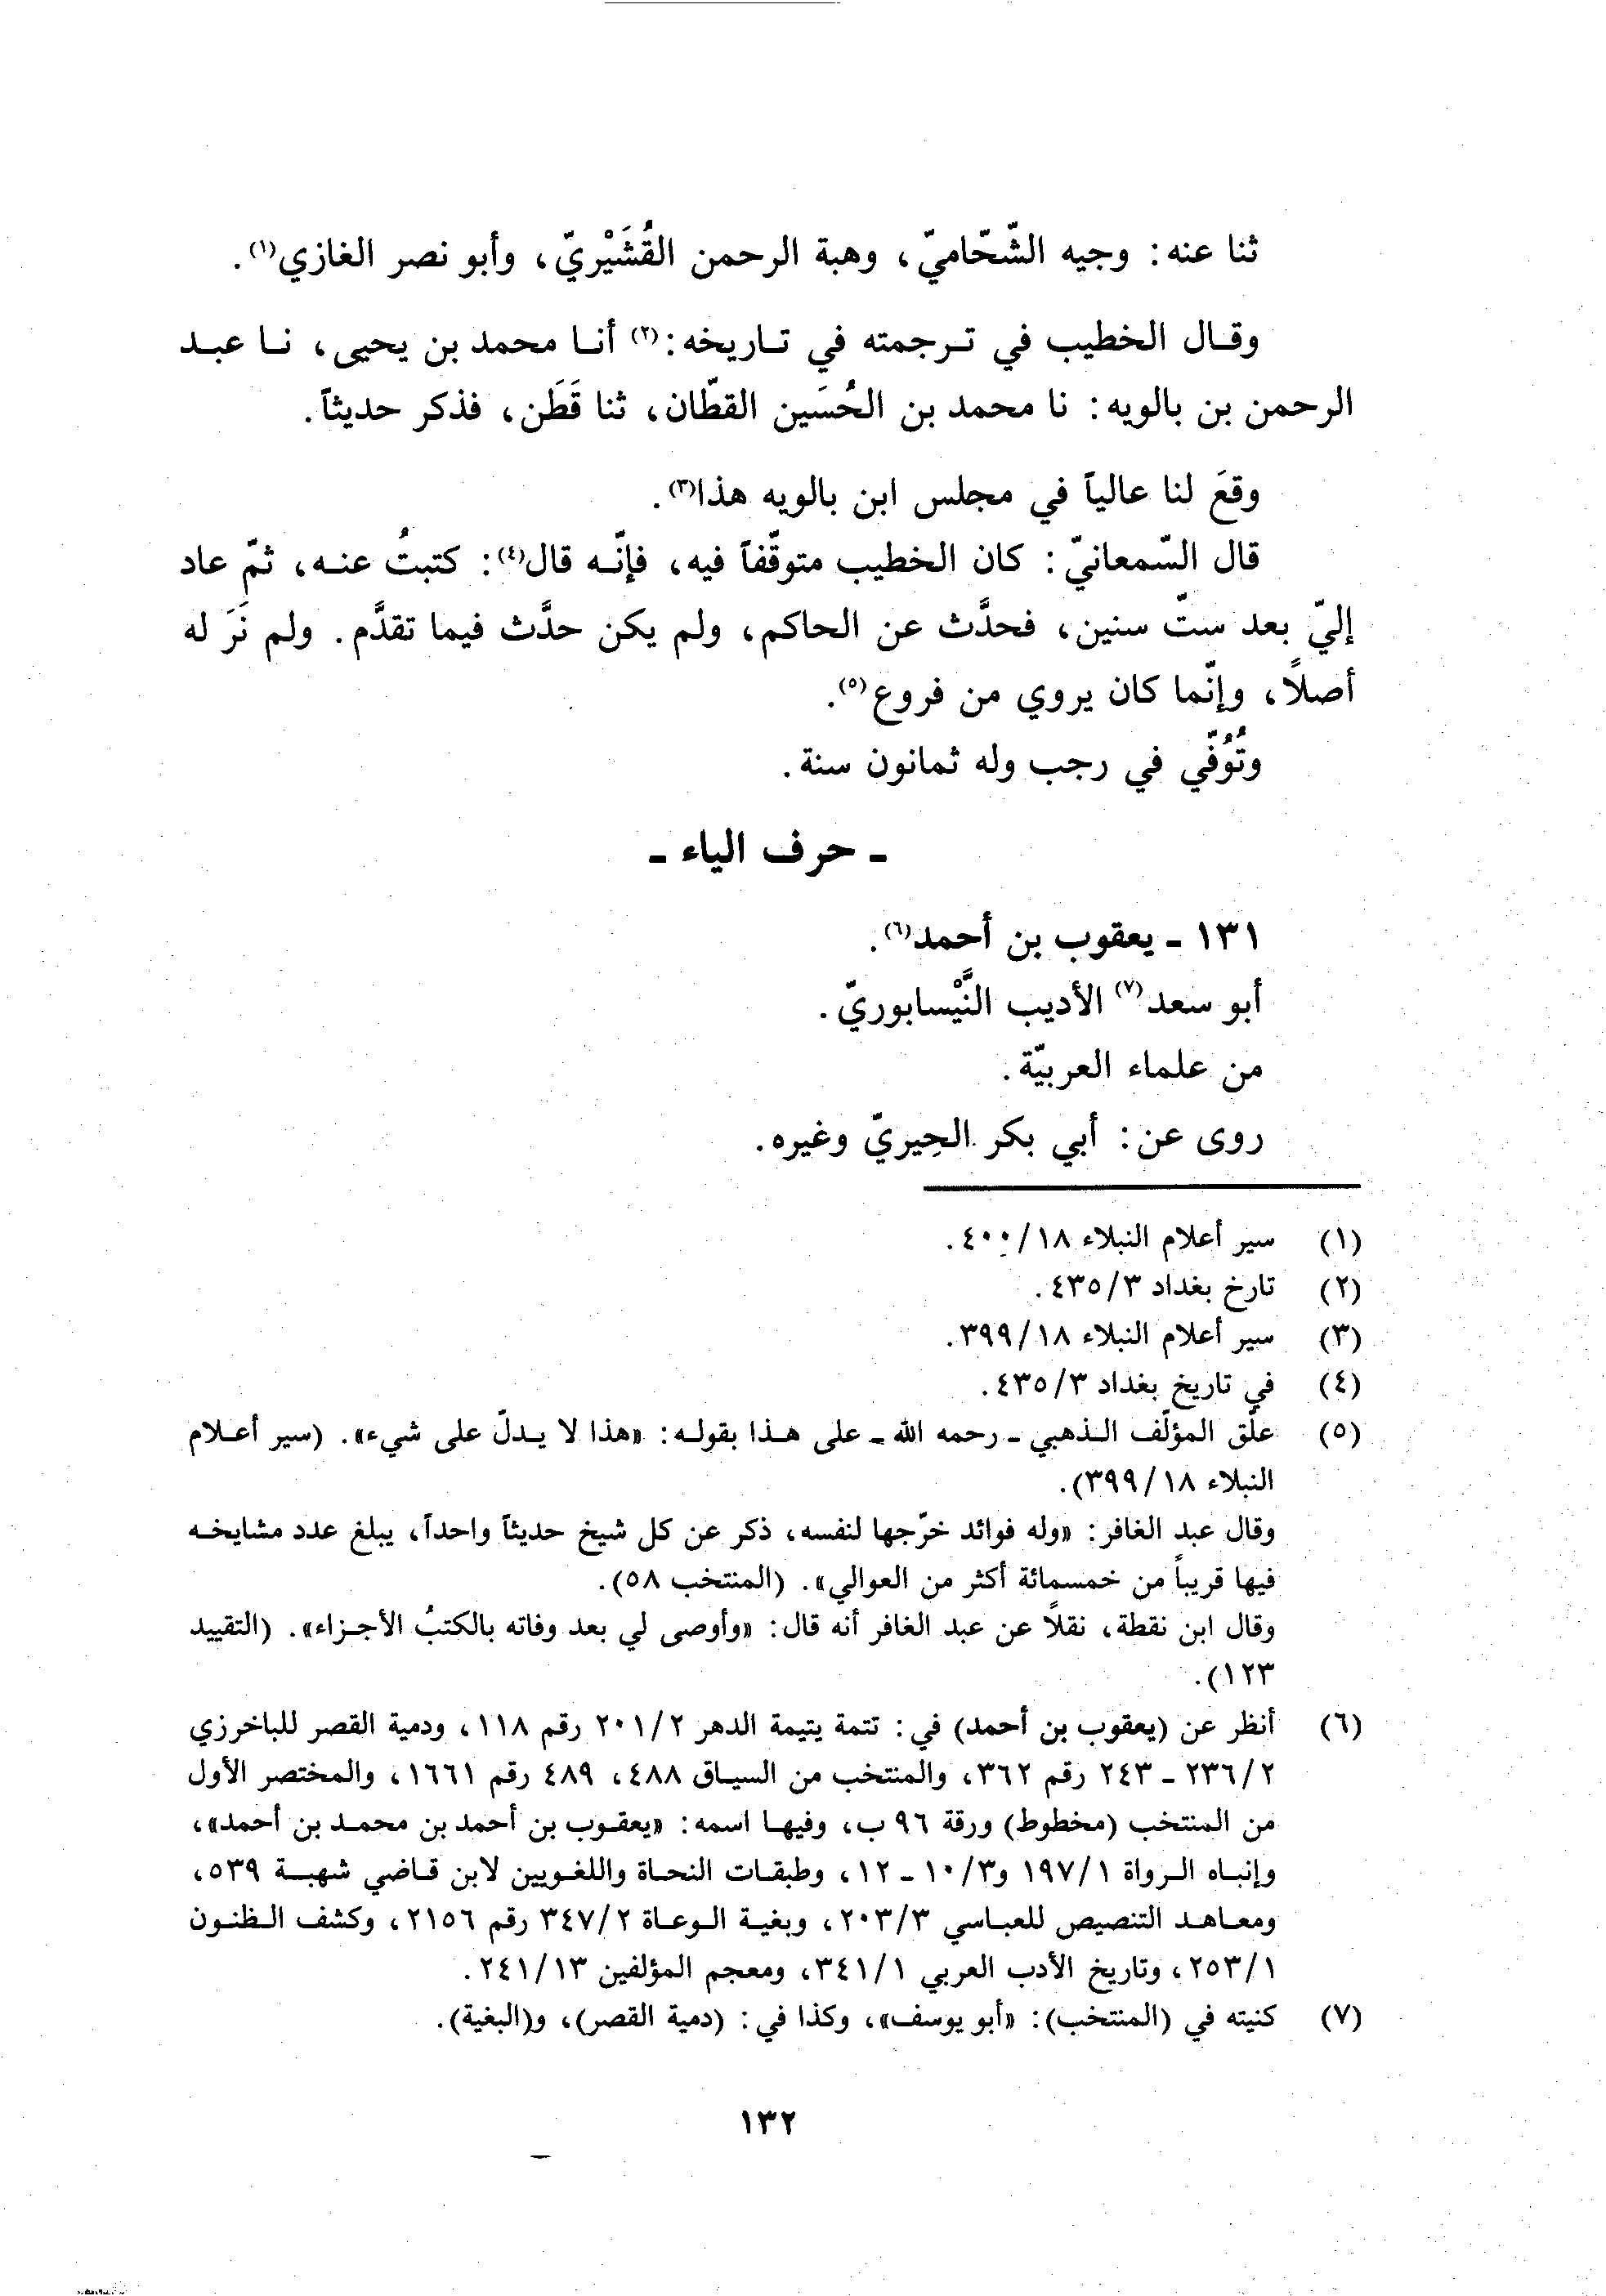 ثنا عنه: وجيه الشّحّاميّ، وهبة الرحمن القُشَيْريّ، وأبو نصر الغازي(١).
وقال الخطيب في ترجمته في تاريخه:(٢) أنا محمد بن يحيى، نا عبد
الرحمن بن بالويه: نا محمد بن الحُسَين القطّان، ثنا قَطَن، فذكر حديثاً.
وقعَ لنا عالياً في مجلس ابن بالويه هذا(٣).
قال السّمعانيّ: كان الخطيب متوقّفاً فيه، فإنّه قال(٤): كتبتُ عنه، ثمّ عاد
إليّ بعد ستّ سنين، فحدَّث عن الحاكم، ولم يكن حدَّث فيما تقدَّم. ولم نَرَ له
أصلاً، وإنّما كان يروي من فروع(٥).
وتُوُفّي في رجب وله ثمانون سنة.
- حرف الياء -
١٣١ - يعقوب بن أحمد(٦).
أبو سعد(٧) الأديب النَّيْسابوريّ.
من علماء العربيّة.
روى عن: أبي بكر الحِيريّ وغيره.
(١) سير أعلام النبلاء ١٨/٤٠٠.
(٢) تارخ بغداد ٣/٤٣٥.
(٣) سير أعلام النبلاء ١٨/٣٩٩.
(٤) في تاريخ بغداد ٣/٤٣٥.
(٥) علّق المؤلّف الذهبي - رحمه الله - على هذا بقوله: «هذا لا يدلّ على شيء». (سير أعلام
النبلاء ١٨/٣٩٩).
وقال عبد الغافر: «وله فوائد خرّجها لنفسه، ذكر عن كل شيخ حديثاً واحداً، يبلغ عدد مشايخه
فيها قريباً من خمسمائة أكثر من العوالي». (المنتخب ٥٨).
وقال ابن نقطة، نقلاً عن عبد الغافر أنه قال: «وأوصى لي بعد وفاته بالكتبُ الأجزاء». (التقييد
١٢٣).
(٦) أنظر عن (يعقوب بن أحمد) في: تتمة يتيمة الدهر ٢/٢٠١ رقم ١١٨، ودمية القصر للباخرزي
٢/٢٣٦ - ٢٤٣ رقم ٣٦٢، والمنتخب من السياق ٤٨٨، ٤٨٩ رقم ١٦٦١، والمختصر الأول
من المنتخب (مخطوط) ورقة ٩٦ ب، وفيها اسمه: «يعقوب بن أحمد بن محمد بن أحمد»،
وإنباه الرواة ١/١٩٧ و٣/١٠ - ١٢، وطبقات النحاة واللغويين لابن قاضي شهبة ٥٣٩،
ومعاهد التنصيص للعباسي ٣/٢٠٣، وبغية الوعاة ٢/٣٤٧ رقم ٢١٥٦، وكشف الظنون
١/٢٥٣، وتاريخ الأدب العربي ١/٣٤١، ومعجم المؤلفين ١٣/٢٤١.
(٧) كنيته في (المنتخب): «أبو يوسف»، وكذا في: (دمية القصر)، و(البغية).
١٣٢